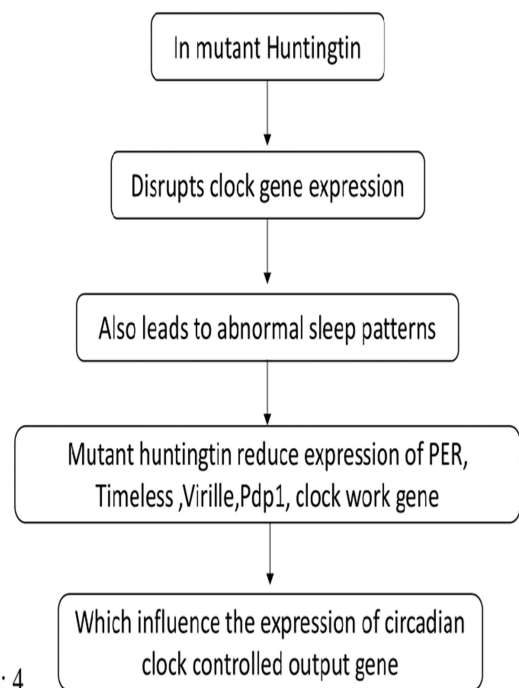 In mutant Huntingtin
Disrupts clock gene expression
Also leads to abnormal sleep patterns
Mutant huntingtin reduce expression of PER,
Timeless ,Virille,Pdp1, clock work gene
Which influence the expression of circadian
clock controlled output gene
: 4